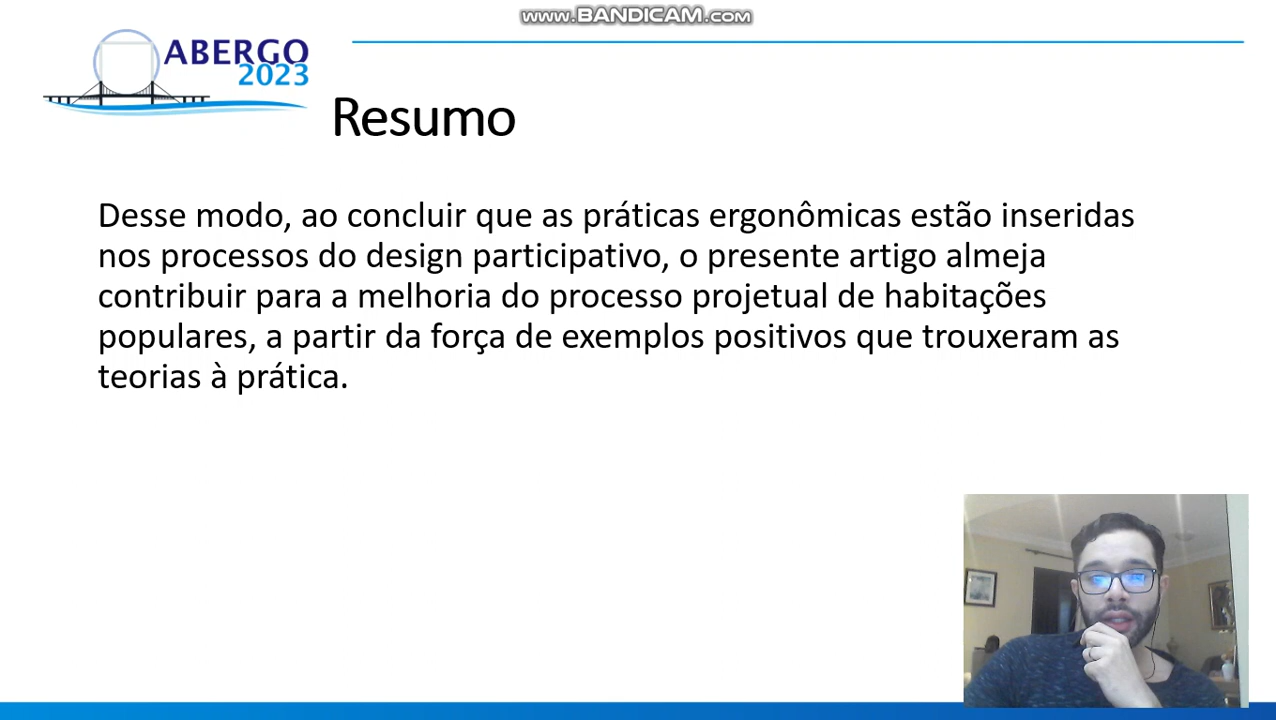 www.BANDICAM.com
ABERGO
2023
Resumo
Desse modo, ao concluir que as práticas ergonômicas estão inseridas
nos processos do design participativo, o presente artigo almeja
contribuir para a melhoria do processo projetual de habitações
populares, a partir da força de exemplos positivos que trouxeram as
teorias à prática.